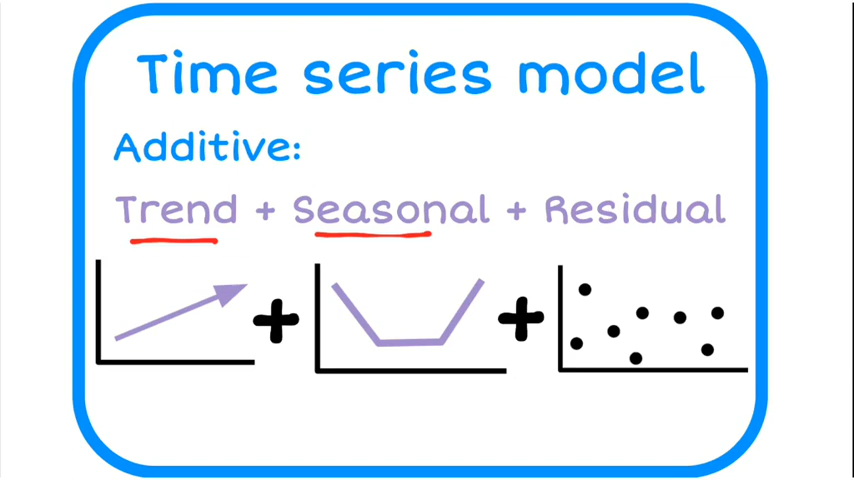 Time series model
Additive:
Trend + Seasonal + Residual
+ +